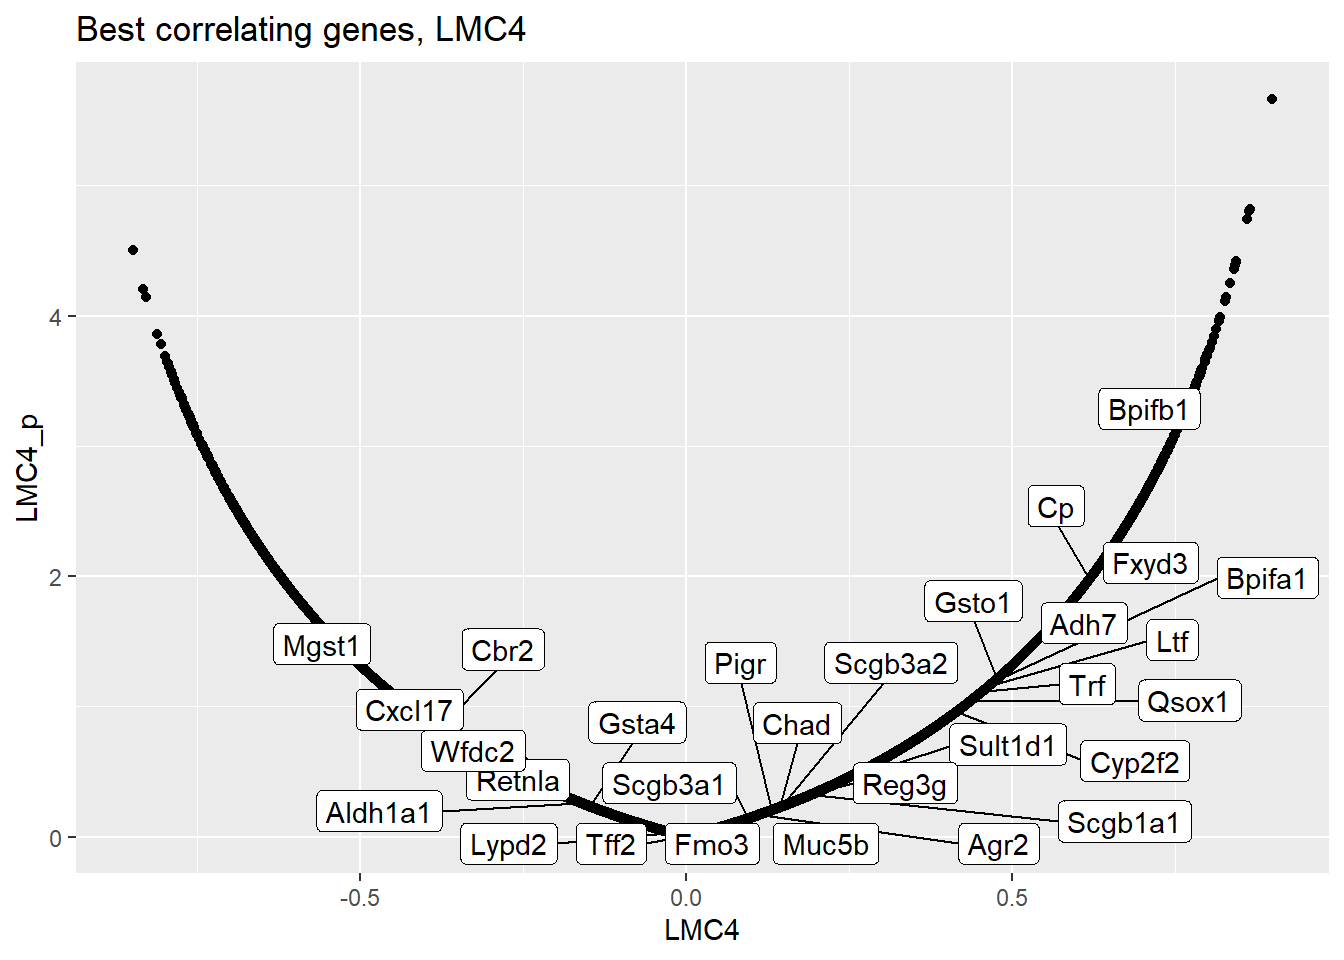 Best correlating genes, LMC4
LMC4_p
4
2
0
Bpifb1
Cp
Fxyd3
Bpifa1
Gsto1
Adh7
Ltf
Mgst1
Cbr2
Pigr
Scgb3a2
Trf
Qsox1
Cxcl17
Gsta4
Chad
Wfdc2
Sult1d1
Cyp2f2
Retnla
Scgb3a1
Reg3g
Aldh1a1
Scgb1a1
Lypd2
Tff2
Fmo3
Muc5b
Agr2
-0.5
0.0
0.5
LMC4